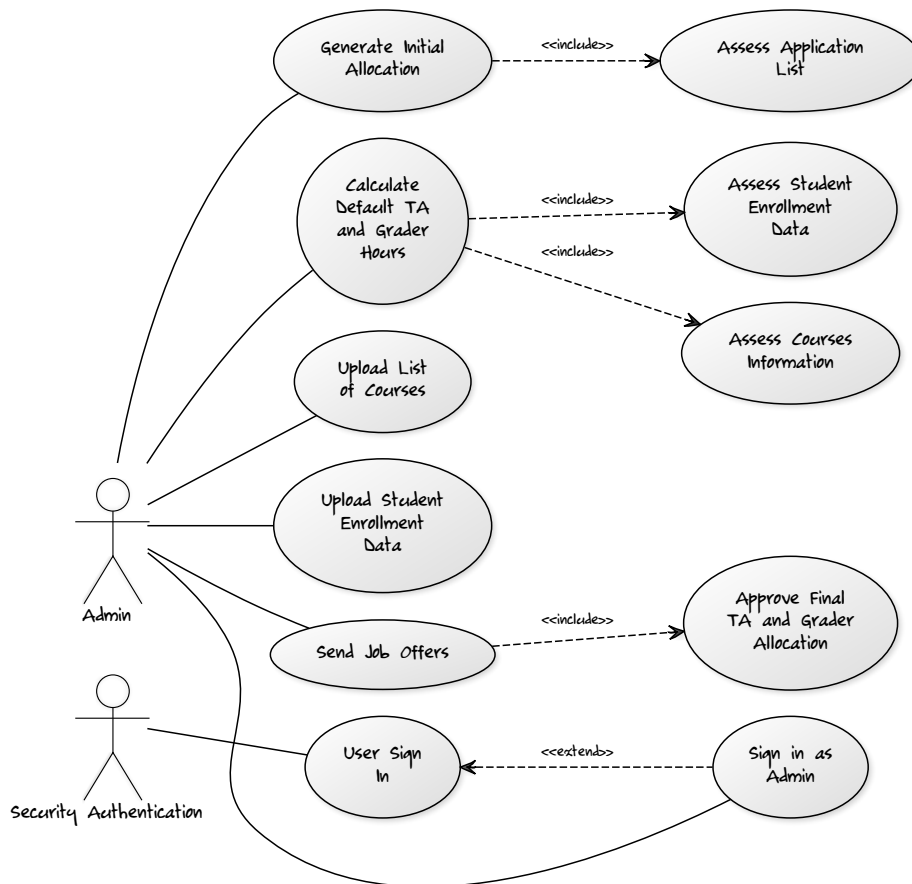 Generate Initial
Allocation
<<include>>
Assess Application
List
Calculate
Default TA
and Grader
Hours
<<include>>
Assess Student
Enrollment
Data
<<include>>
Assess Courses
Information
Upload List
of Courses
Upload Student
Enrollment
Data
Admin
Send Job Offers
<<include>>
Approve Final
TA and Grader
Allocation
User Sign
In
<<extend>>
Sign in as
Admin
Security Authentication